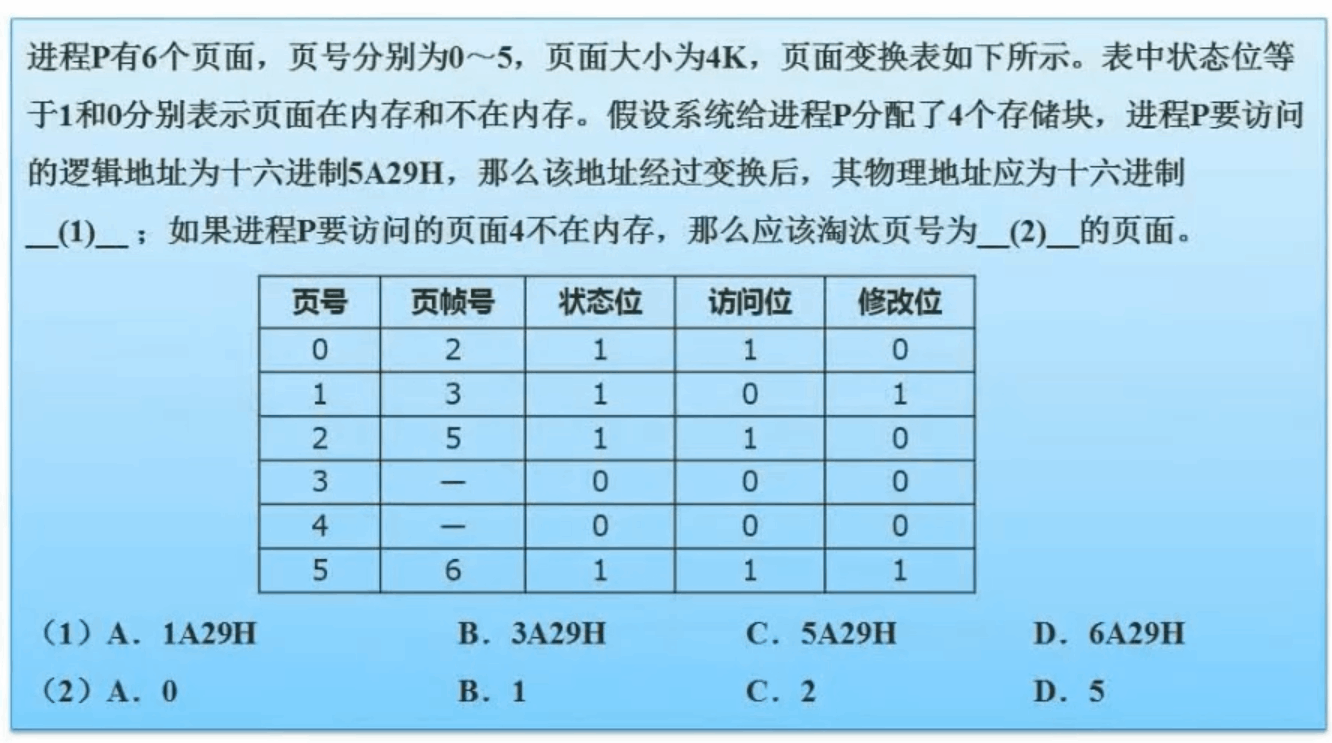 进程P有6个页面，页号分别为0～5，页面大小为4K，页面变换表如下所示。表中状态位等
于1和0分别表示页面在内存和不在内存。假设系统给进程P分配了4个存储块，进程P要访问
的逻辑地址为十六进制5A29H，那么该地址经过变换后，其物理地址应为十六进制
__(1)__；如果进程P要访问的页面4不在内存，那么应该淘汰页号为__(2)__的页面。
页号 页帧号 状态位 访问位 修改位
0 2 1 1 0
1 3 1 0 1
2 5 1 1 0
3 — 0 0 0
4 — 0 0 0
5 6 1 1 1
（1）A．1A29H B．3A29H C．5A29H D．6A29H
（2）A．0 B．1 C．2 D．5